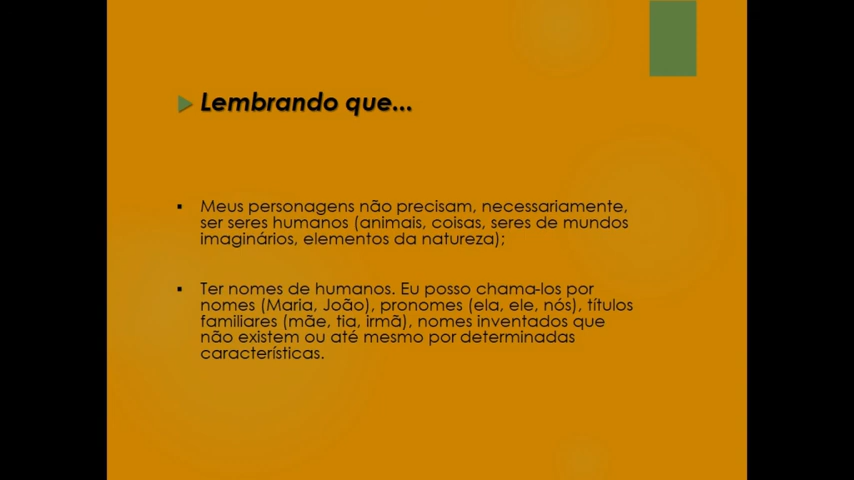 Lembrando que...
Meus personagens não precisam, necessariamente,
ser seres humanos (animais, coisas, seres de mundos
imaginários, elementos da natureza);
Ter nomes de humanos. Eu posso chama-los por
nomes (Maria, João), pronomes (ela, ele, nós), títulos
familiares (mãe, tia, irmã), nomes inventados que
não existem ou até mesmo por determinadas
características.